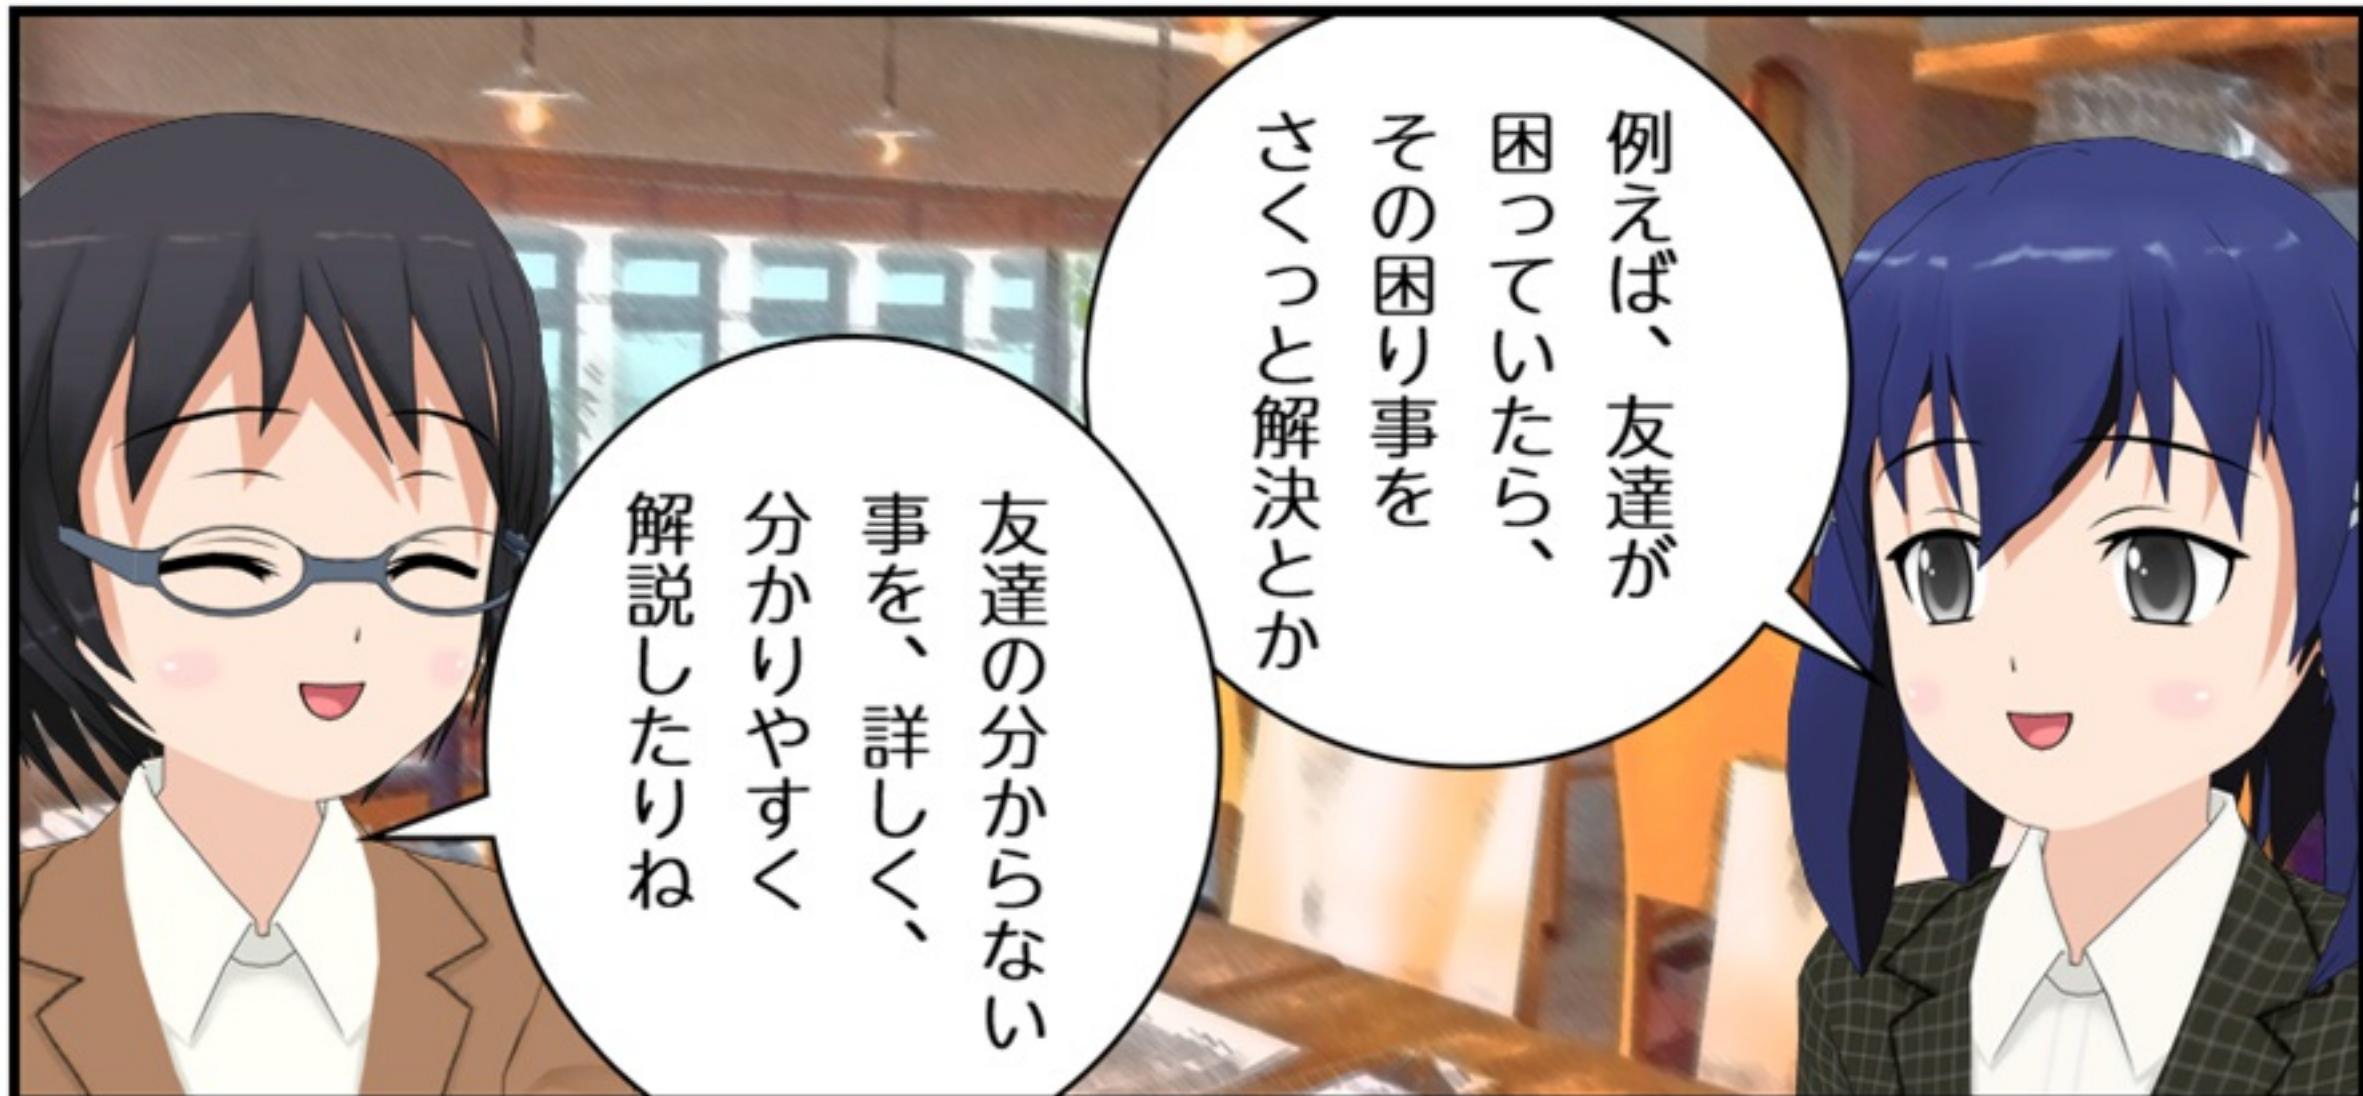 例えば、友達が
困っていたら、
その困り事を
さくっと解決とか
友達の分からない
事を、詳しく、
分かりやすく
解説したりね